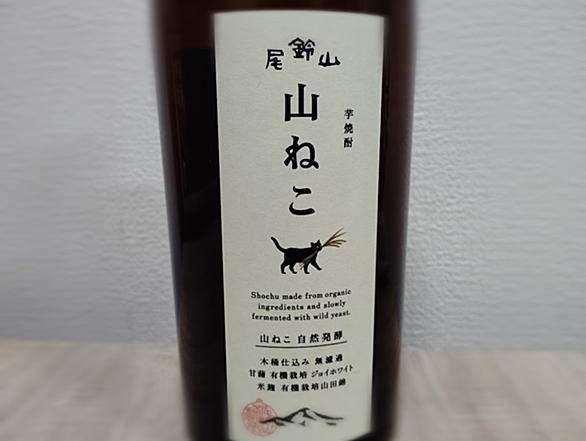 尾鈴山
山ねこ
芋焼酎
Shochu made from organic
ingredients and slowly
fermented with wild yeast.
山ねこ 自然発酵
木桶仕込み 無濾過
甘藷 有機栽培 ジョイホワイト
米麹 有機栽培山田錦